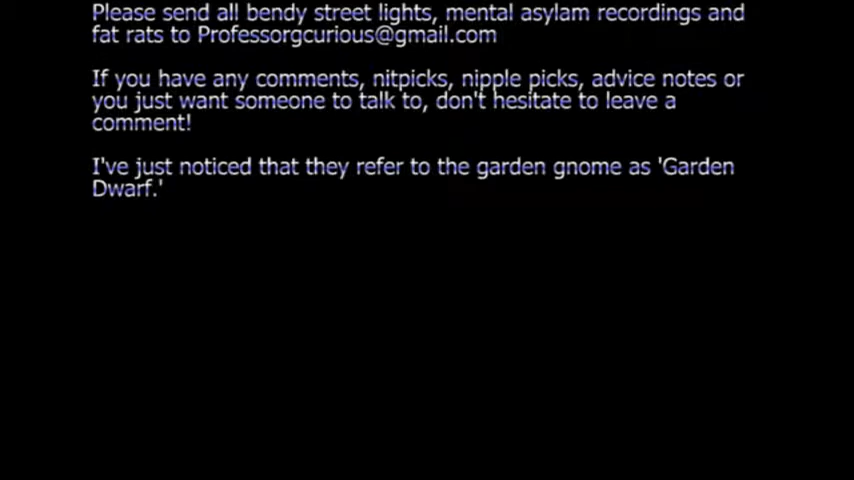 Please send all bendy street lights, mental asylam recordings and
fat rats to Professorgcurious@gmail.com
If you have any comments, nitpicks, nipple picks, advice notes or
you just want someone to talk to, don't hesitate to leave a
comment!
I've just noticed that they refer to the garden gnome as 'Garden
Dwarf.'